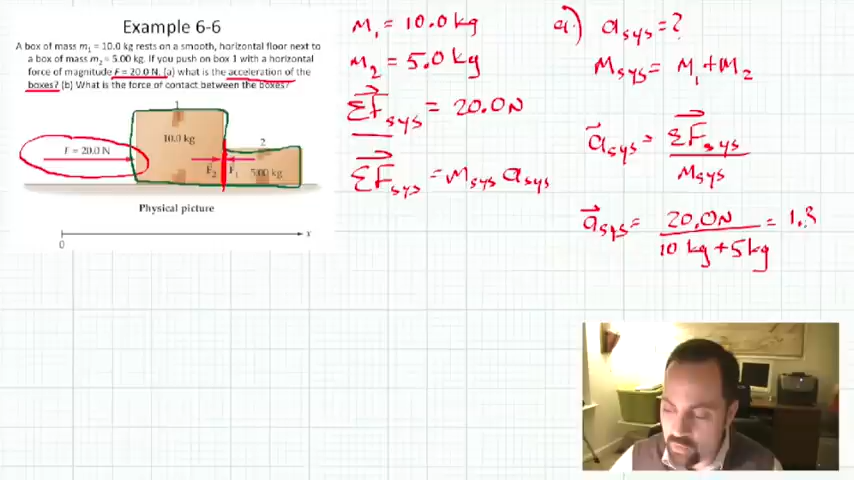 Example 6-6
A box of mass m₁ = 10.0 kg rests on a smooth, horizontal floor next to
a box of mass m₂ = 5.00 kg. If you push on box 1 with a horizontal
force of magnitude F = 20.0 N, (a) what is the acceleration of the
boxes? (b) What is the force of contact between the boxes?
1
10.0 kg
2
F = 20.0 N
F₂ F₁ 5.00 kg
Physical picture
0 x
m₁ = 10.0 kg
m₂ = 5.0 kg
ΣF⃗sys = 20.0N
ΣF⃗sys = msys asys
a.) asys = ?
Msys = M₁ + M₂
a⃗sys = ΣF⃗sys / Msys
a⃗sys = 20.0N / 10 kg + 5 kg = 1.3